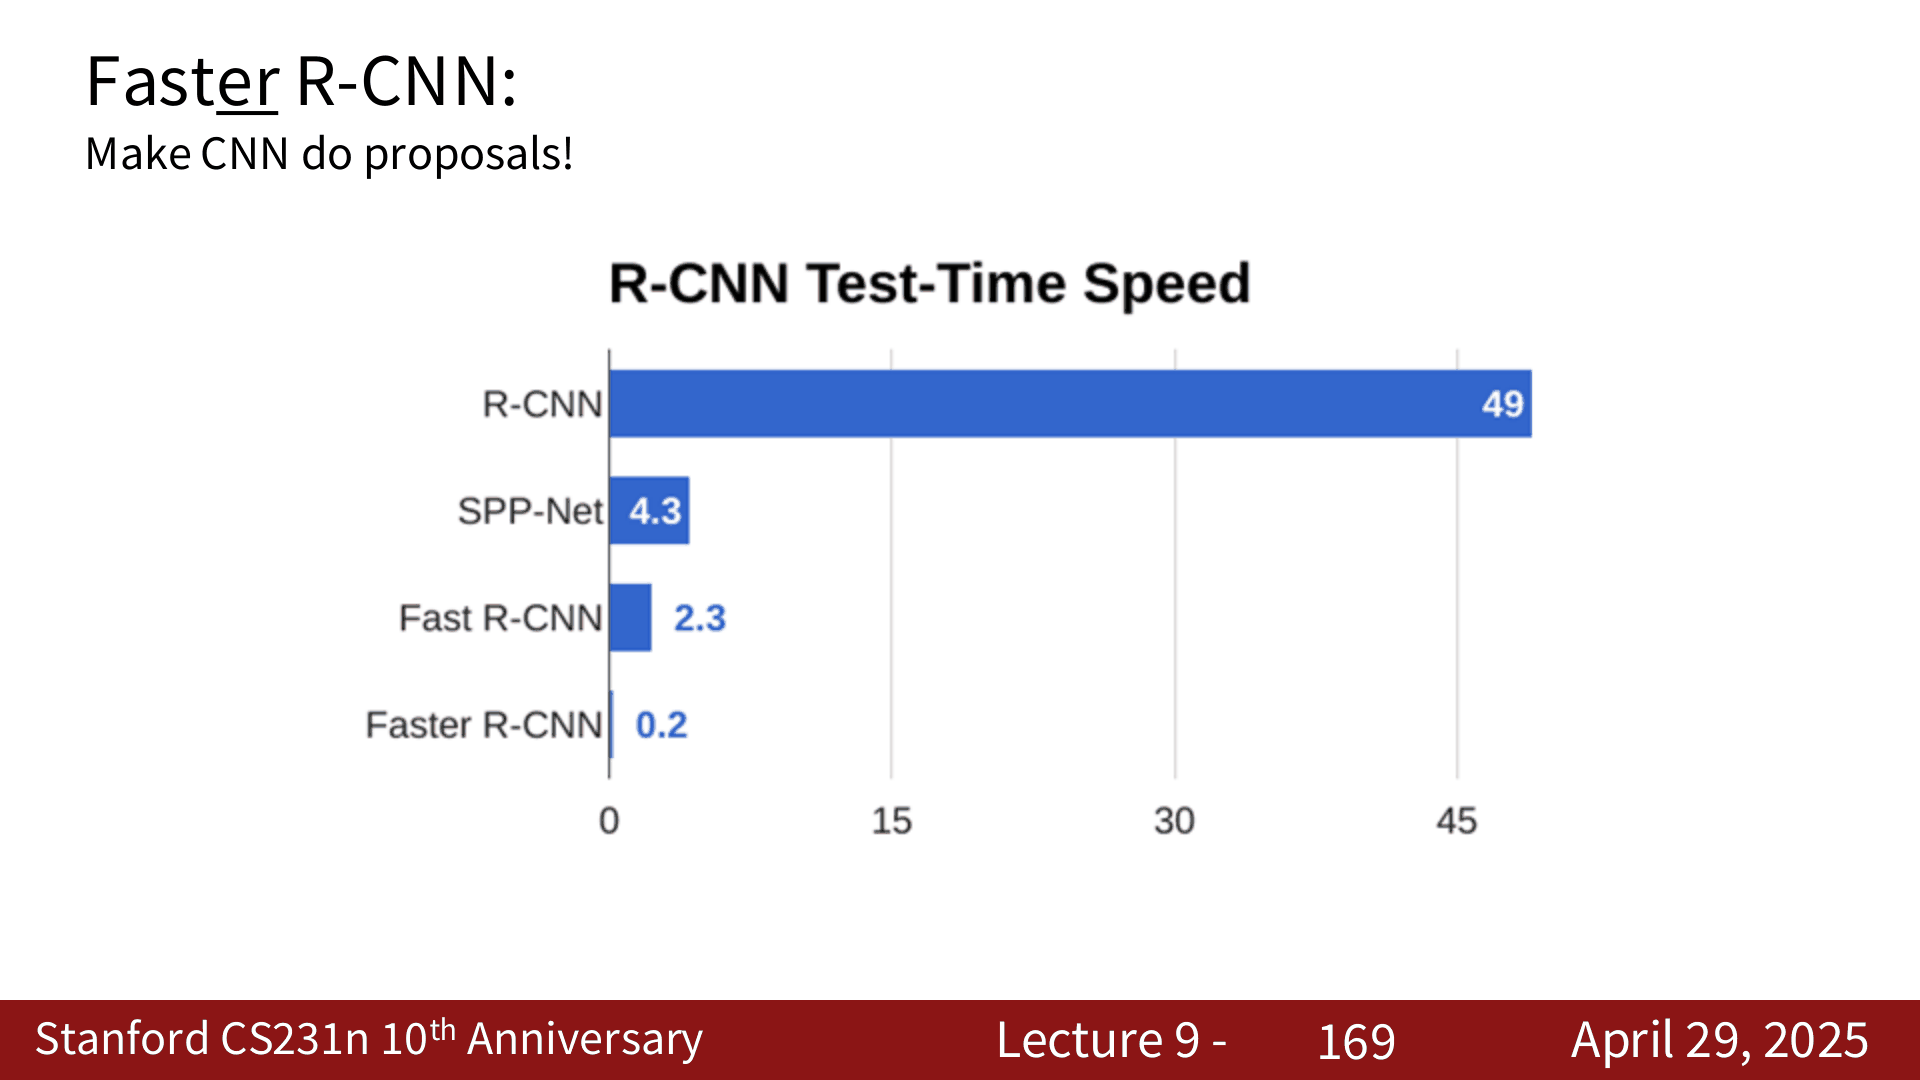 Faster R-CNN:
Make CNN do proposals!
R-CNN Test-Time Speed
R-CNN 49
SPP-Net 4.3
Fast R-CNN 2.3
Faster R-CNN 0.2
0 15 30 45
Stanford CS231n 10th Anniversary Lecture 9 - 169 April 29, 2025